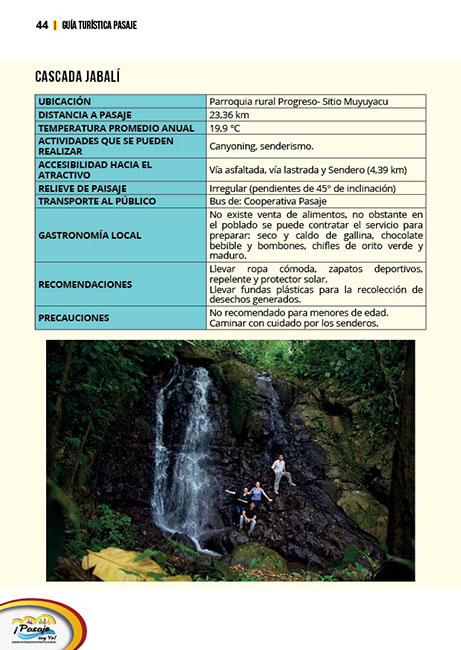 44 | GUÍA TURÍSTICA PASAJE
CASCADA JABALÍ
UBICACIÓN
Parroquia rural Progreso- Sitio Muyuyacu
DISTANCIA A PASAJE
23,36 km
TEMPERATURA PROMEDIO ANUAL
19,9 °C
ACTIVIDADES QUE SE PUEDEN
REALIZAR
Canyoning, senderismo.
ACCESIBILIDAD HACIA EL
ATRACTIVO
Vía asfaltada, vía lastrada y Sendero (4,39 km)
RELIEVE DE PAISAJE
Irregular (pendientes de 45° de inclinación)
TRANSPORTE AL PÚBLICO
Bus de: Cooperativa Pasaje
GASTRONOMÍA LOCAL
No existe venta de alimentos, no obstante en
el poblado se puede contratar el servicio para
preparar: seco y caldo de gallina, chocolate
bebible y bombones, chifles de orito verde y
maduro.
RECOMENDACIONES
Llevar ropa cómoda, zapatos deportivos,
repelente y protector solar.
Llevar fundas plásticas para la recolección de
desechos generados.
PRECAUCIONES
No recomendado para menores de edad.
Caminar con cuidado por los senderos.
¡Pasaje
soy Yo!